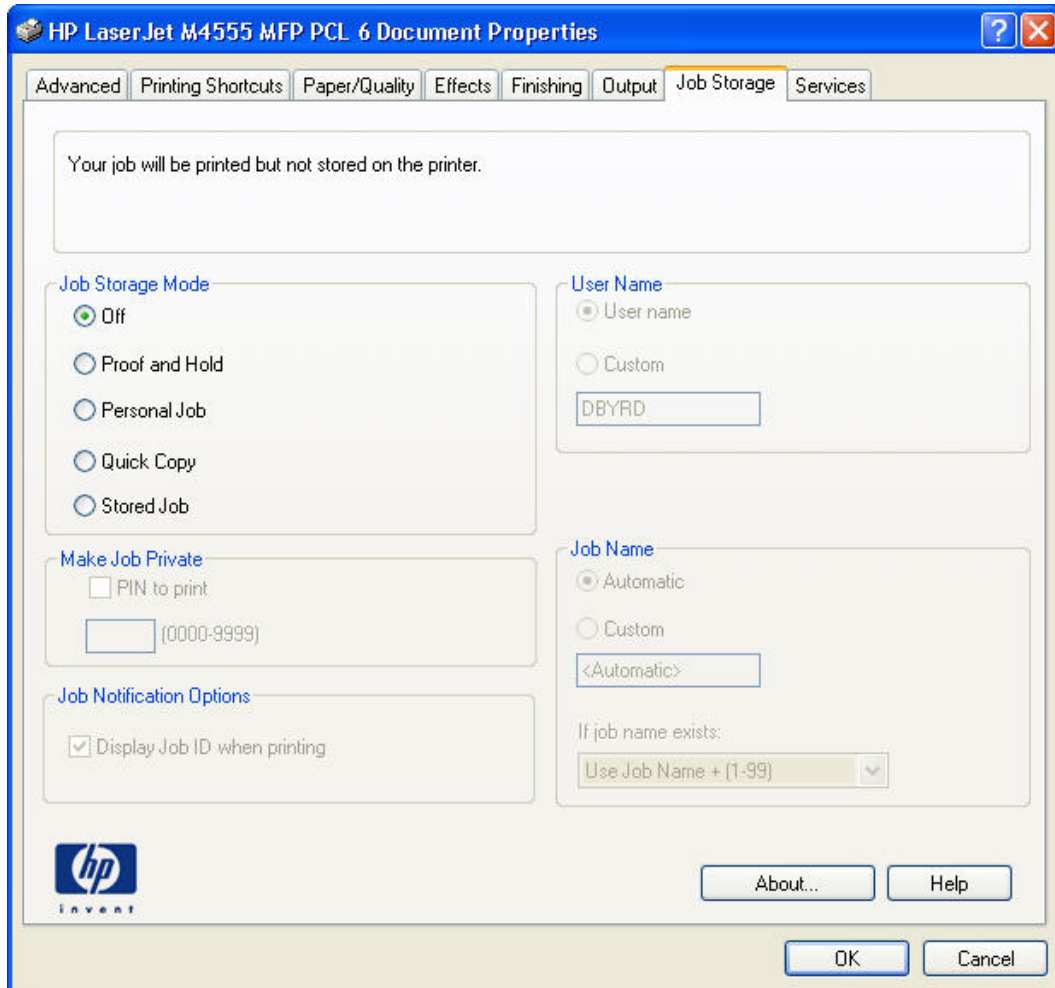 HP LaserJet M4555 MFP PCL 6 Document Properties
Advanced Printing Shortcuts Paper/Quality Effects Finishing Output Job Storage Services
Your job will be printed but not stored on the printer.
Job Storage Mode
Off
Proof and Hold
Personal Job
Quick Copy
Stored Job
User Name
User name
Custom
DBYRD
Make Job Private
PIN to print
(0000-9999)
Job Notification Options
Display Job ID when printing
Job Name
Automatic
Custom
<Automatic>
If job name exists:
Use Job Name + (1-99)
hp
invent
About...
Help
OK
Cancel